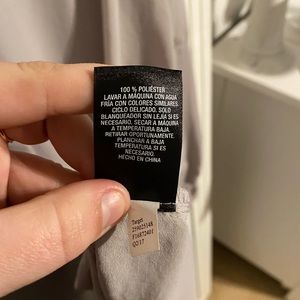 100 % POLIÉSTER
LAVAR A MÁQUINA CON AGUA
FRÍA CON COLORES SIMILARES
CICLO DELICADO. SOLO
BLANQUEADOR SIN LEJÍA SI ES
NECESARIO. SECAR A MÁQUINA
A TEMPERATURA BAJA.
RETIRAR OPORTUNAMENTE.
PLANCHAR A BAJA
TEMPERATURA SI ES NECESARIO.
HECHO EN CHINA
Target